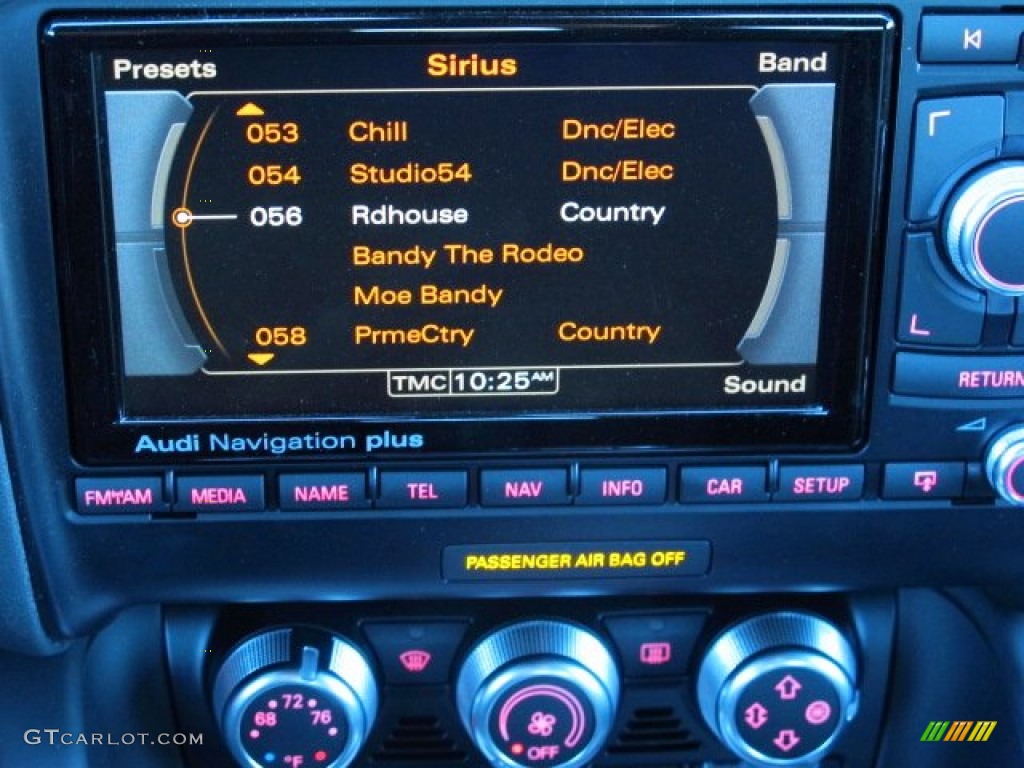 Presets Sirius Band
053 Chill Dnc/Elec
054 Studio54 Dnc/Elec
056 Rdhouse Country
Bandy The Rodeo
Moe Bandy
058 PrmeCtry Country
TMC 10:25AM
Sound
RETURN
Audi Navigation plus
FM/AM MEDIA NAME TEL NAV INFO CAR SETUP
PASSENGER AIR BAG OFF
68 72 76
°F
OFF
GTCARLOT.COM